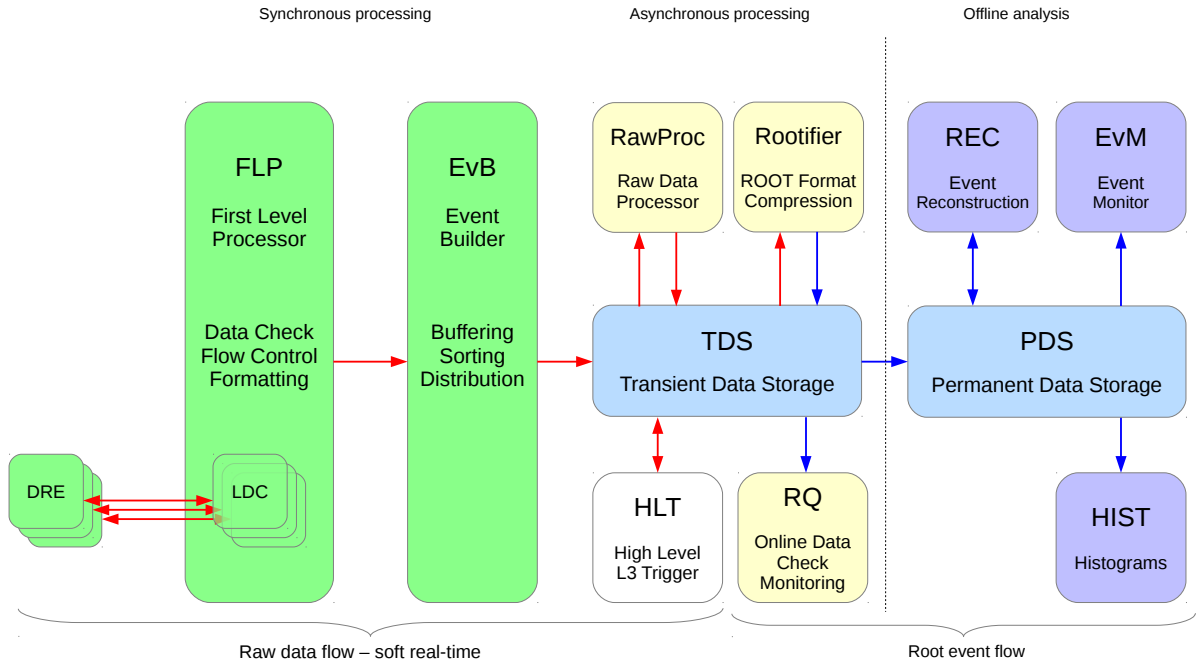 Synchronous processing
Asynchronous processing
Offline analysis
FLP
First Level
Processor
Data Check
Flow Control
Formatting
EvB
Event
Builder
Buffering
Sorting
Distribution
RawProc
Raw Data
Processor
Rootifier
ROOT Format
Compression
REC
Event
Reconstruction
EvM
Event
Monitor
TDS
Transient Data Storage
PDS
Permanent Data Storage
DRE
LDC
HLT
High Level
L3 Trigger
RQ
Online Data
Check
Monitoring
HIST
Histograms
Raw data flow – soft real-time
Root event flow